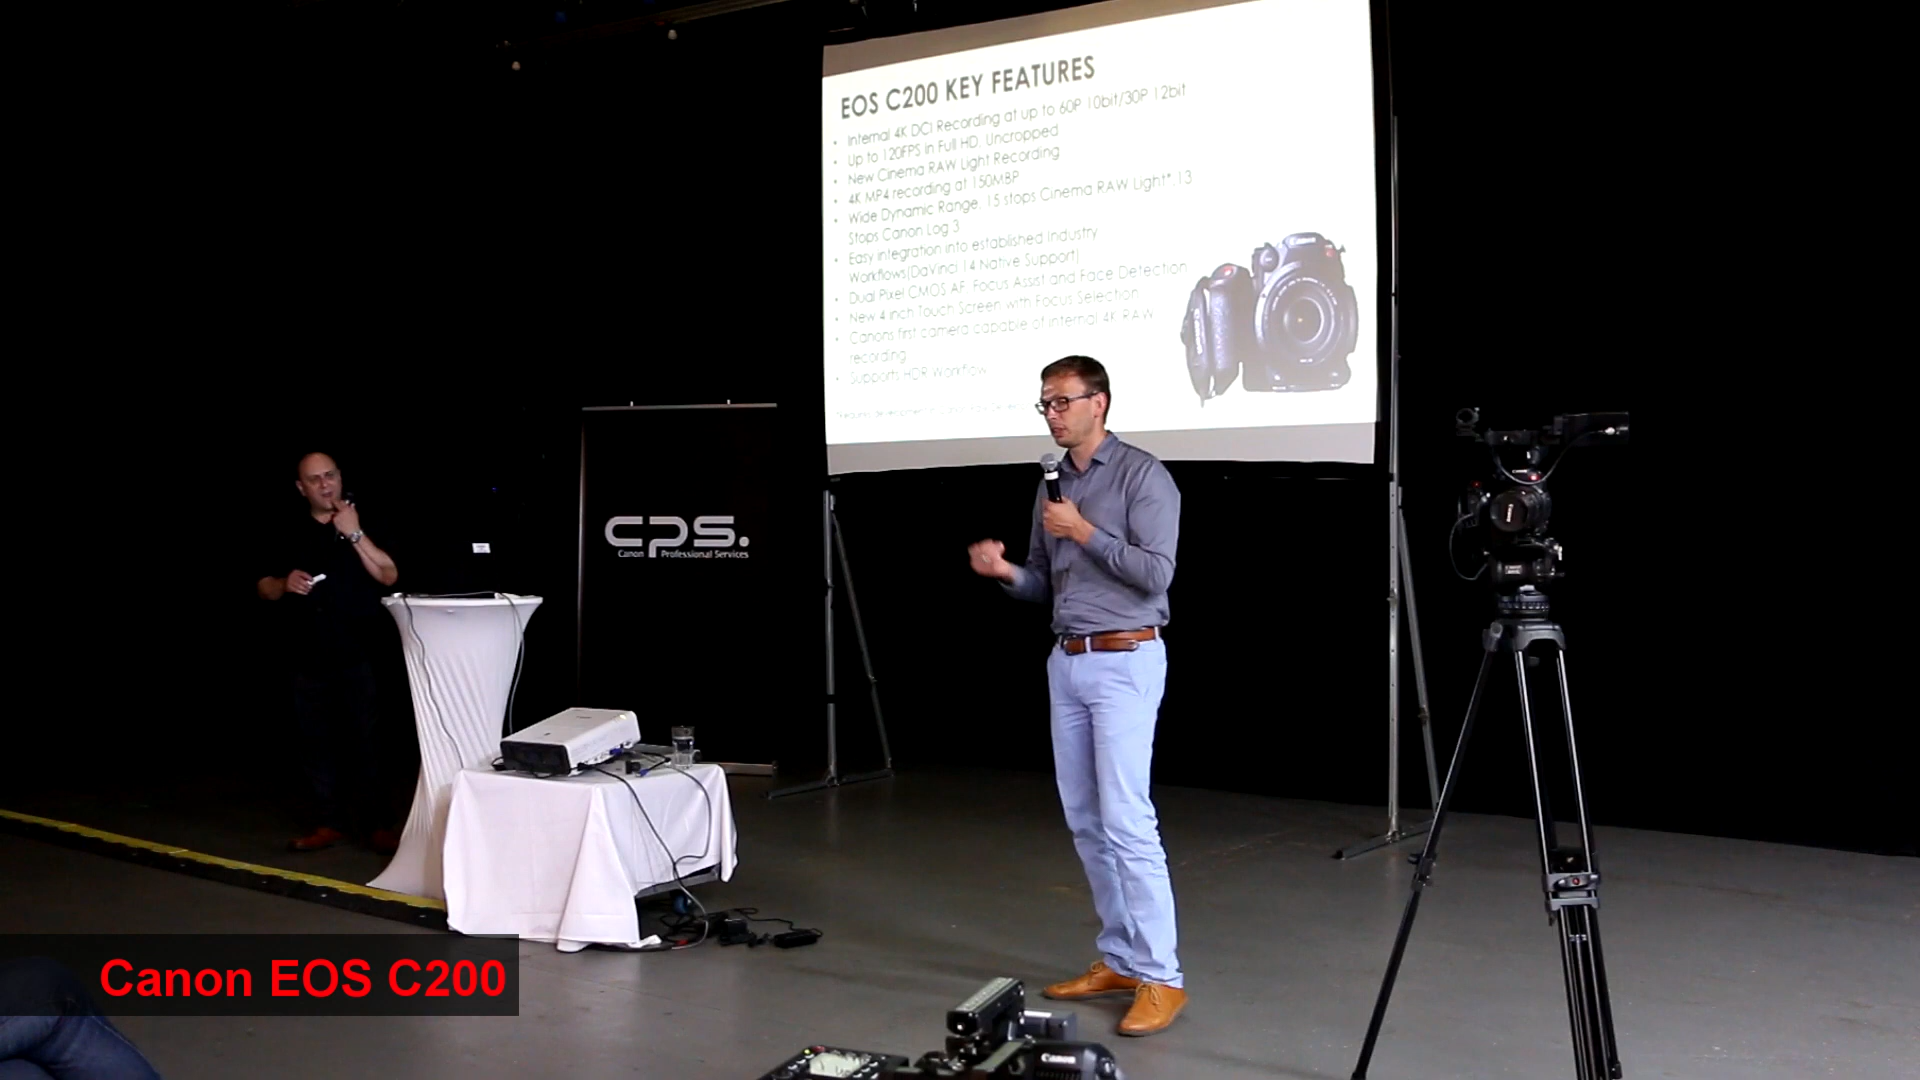 EOS C200 KEY FEATURES
• Internal 4K DCI Recording at up to 60P 10bit/30P 12bit
• Up to 120FPS in Full HD, Uncropped
• New Cinema RAW Light Recording
• 4K MP4 recording at 150MBP
• Wide Dynamic Range, 15 stops Cinema RAW Light*,13
Stops Canon Log 3
• Easy integration into established Industry
Workflows(DaVinci 14 Native Support)
• Dual Pixel CMOS AF, Focus Assist and Face Detection
• New 4 inch Touch Screen with Focus Selection
• Canons first camera capable of internal 4K RAW
recording
• Supports HDR Workflow
CPS.
Canon Professional Services
Canon EOS C200
Canon